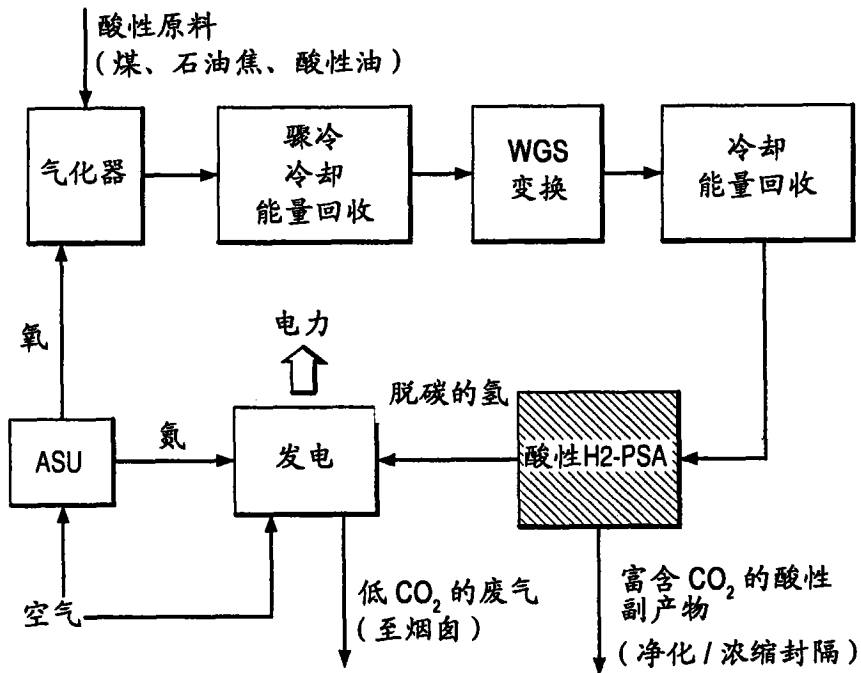 酸性原料
(煤、石油焦、酸性油)
气化器
骤冷
冷却
能量回收
WGS
变换
冷却
能量回收
氧
电力
脱碳的氢
ASU
氮
发电
酸性H2-PSA
空气
低CO₂的废气
(至烟囱)
富含CO₂的酸性
副产物
(净化/浓缩封隔)